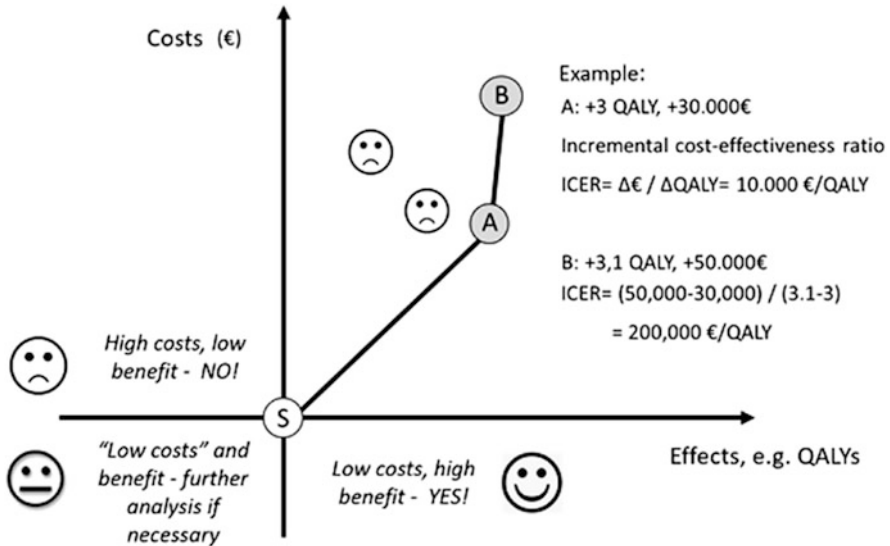 Costs (€)
B
A
S
Example:
A: +3 QALY, +30.000€
Incremental cost-effectiveness ratio
ICER= Δ€ / ΔQALY= 10.000 €/QALY
B: +3,1 QALY, +50.000€
ICER= (50,000-30,000) / (3.1-3)
= 200,000 €/QALY
High costs, low
benefit - NO!
"Low costs" and
benefit - further
analysis if
necessary
Low costs, high
benefit - YES!
Effects, e.g. QALYs